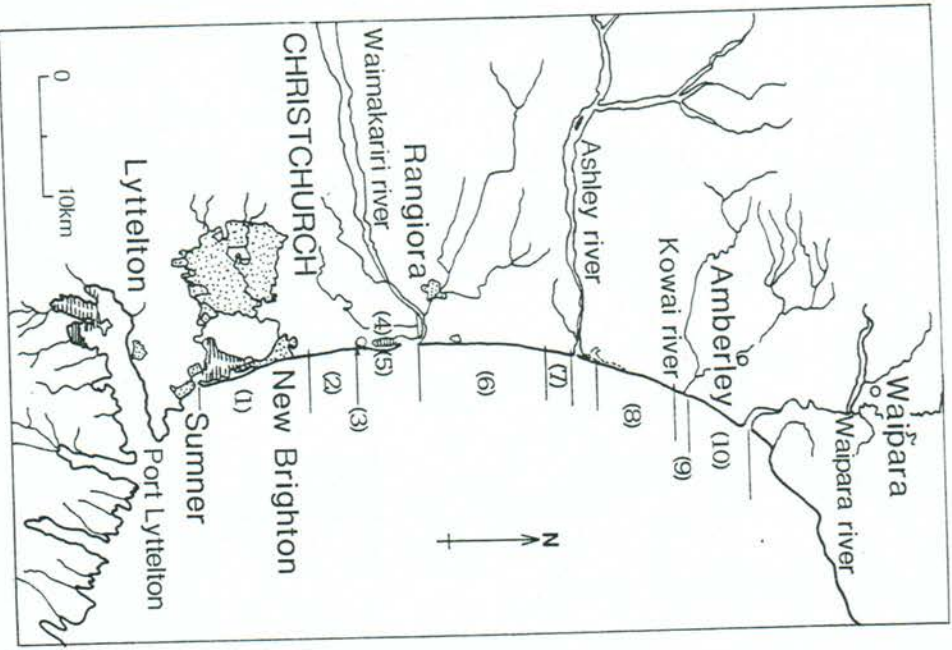 Waipara
Waipara river
Amberley
Kowai river
(10)
(9)
(8)
Ashley river
(7)
(6)
Rangiora
Waimakariri river
(4)
(5)
(3)
(2)
CHRISTCHURCH
New Brighton
(1)
Sumner
Lyttelton
Port Lyttelton
N
0
10km